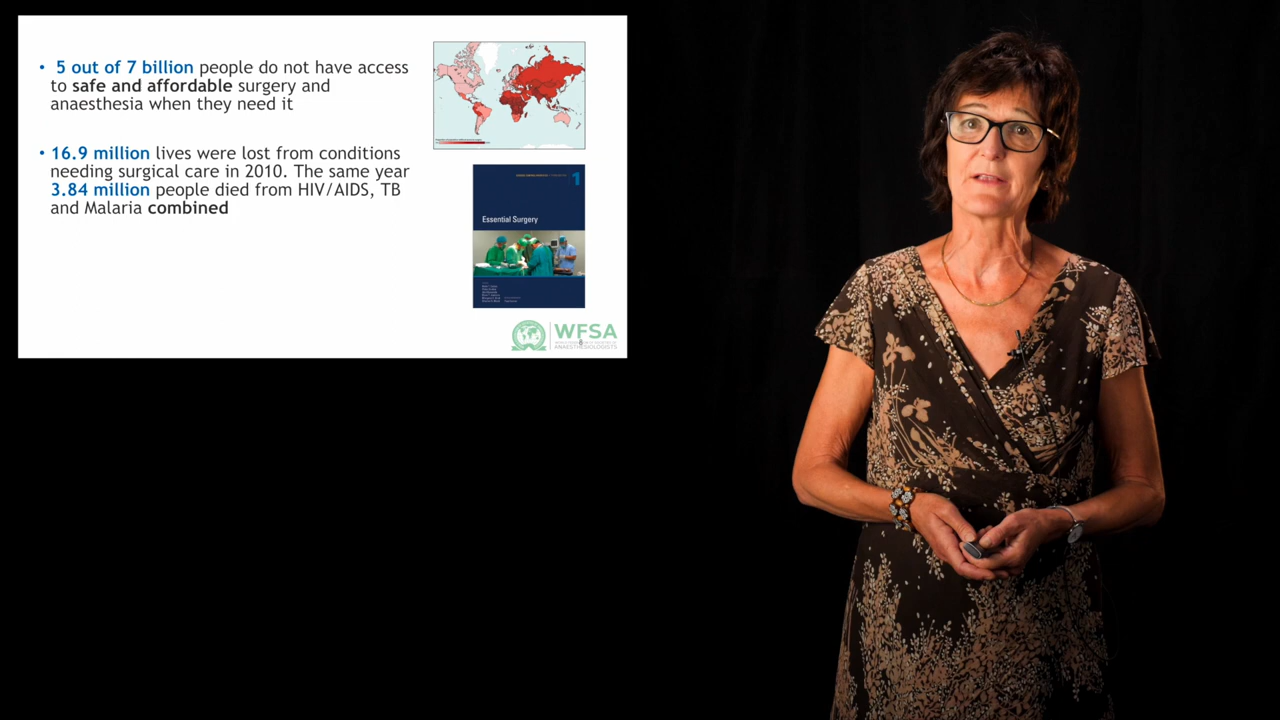 • 5 out of 7 billion people do not have access
to safe and affordable surgery and
anaesthesia when they need it
• 16.9 million lives were lost from conditions
needing surgical care in 2010. The same year
3.84 million people died from HIV/AIDS, TB
and Malaria combined
1
Essential Surgery
WFSA
ANAESTHESIOLOGISTS